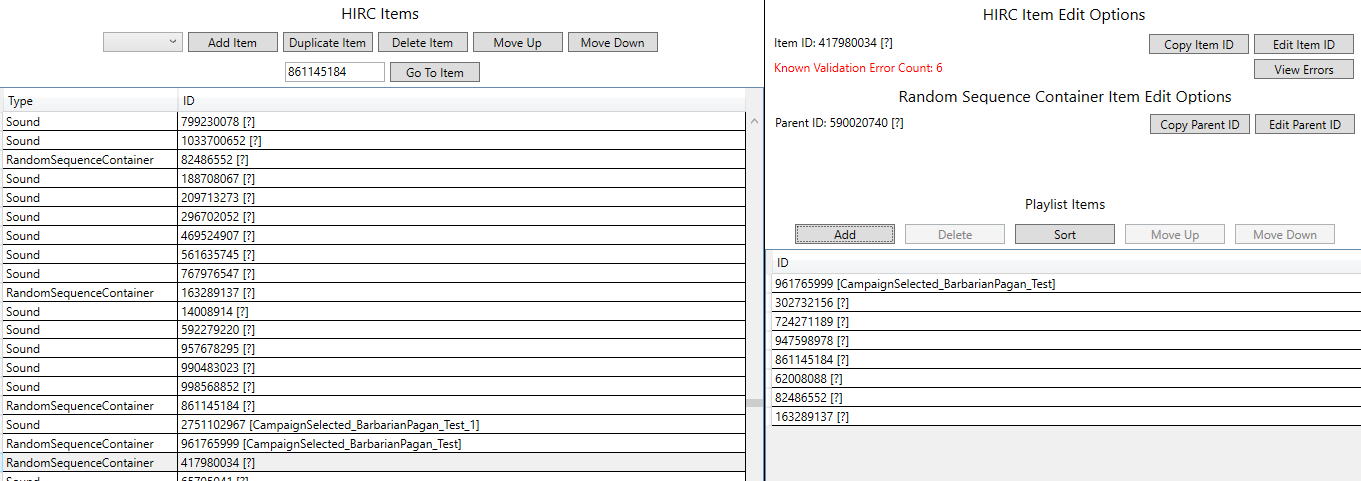 HIRC Items
Add Item Duplicate Item Delete Item Move Up Move Down
861145184 Go To Item
Type ID
Sound 799230078 [?]
Sound 1033700652 [?]
RandomSequenceContainer 82486552 [?]
Sound 188708067 [?]
Sound 209713273 [?]
Sound 296702052 [?]
Sound 469524907 [?]
Sound 561635745 [?]
Sound 767976547 [?]
RandomSequenceContainer 163289137 [?]
Sound 14008914 [?]
Sound 592279220 [?]
Sound 957678295 [?]
Sound 990483023 [?]
Sound 998568852 [?]
RandomSequenceContainer 861145184 [?]
Sound 2751102967 [CampaignSelected_BarbarianPagan_Test_1]
RandomSequenceContainer 961765999 [CampaignSelected_BarbarianPagan_Test]
RandomSequenceContainer 417980034 [?]
HIRC Item Edit Options
Item ID: 417980034 [?] Copy Item ID Edit Item ID
Known Validation Error Count: 6 View Errors
Random Sequence Container Item Edit Options
Parent ID: 590020740 [?] Copy Parent ID Edit Parent ID
Playlist Items
Add Delete Sort Move Up Move Down
ID
961765999 [CampaignSelected_BarbarianPagan_Test]
302732156 [?]
724271189 [?]
947598978 [?]
861145184 [?]
62008088 [?]
82486552 [?]
163289137 [?]